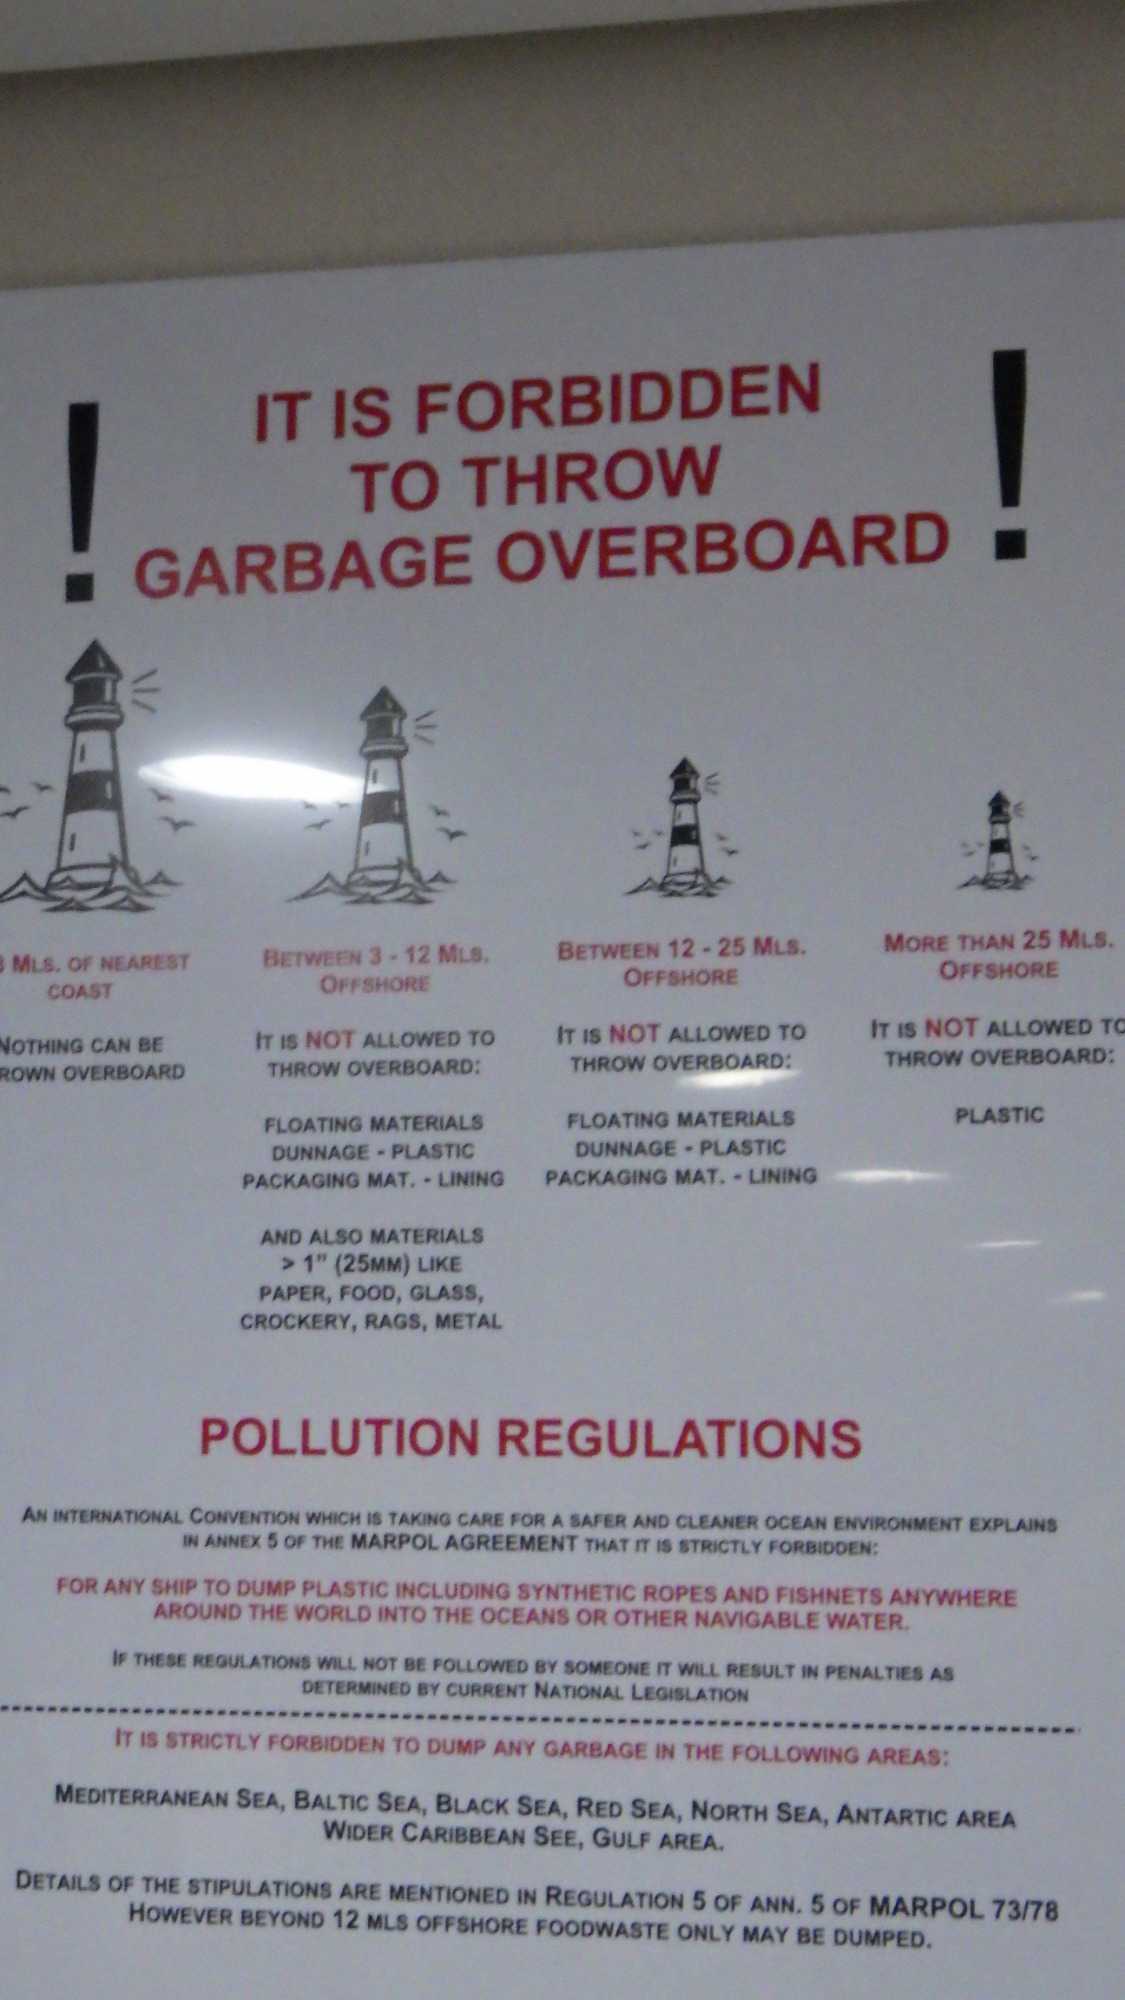 ! IT IS FORBIDDEN !
TO THROW
GARBAGE OVERBOARD
MLS. OF NEAREST
COAST
NOTHING CAN BE
ROWN OVERBOARD
BETWEEN 3 - 12 MLS.
OFFSHORE
IT IS NOT ALLOWED TO
THROW OVERBOARD:
FLOATING MATERIALS
DUNNAGE - PLASTIC
PACKAGING MAT. - LINING
AND ALSO MATERIALS
> 1" (25MM) LIKE
PAPER, FOOD, GLASS,
CROCKERY, RAGS, METAL
BETWEEN 12 - 25 MLS.
OFFSHORE
IT IS NOT ALLOWED TO
THROW OVERBOARD:
FLOATING MATERIALS
DUNNAGE - PLASTIC
PACKAGING MAT. - LINING
MORE THAN 25 MLS.
OFFSHORE
IT IS NOT ALLOWED TO
THROW OVERBOARD:
PLASTIC
POLLUTION REGULATIONS
AN INTERNATIONAL CONVENTION WHICH IS TAKING CARE FOR A SAFER AND CLEANER OCEAN ENVIRONMENT EXPLAINS
IN ANNEX 5 OF THE MARPOL AGREEMENT THAT IT IS STRICTLY FORBIDDEN:
FOR ANY SHIP TO DUMP PLASTIC INCLUDING SYNTHETIC ROPES AND FISHNETS ANYWHERE
AROUND THE WORLD INTO THE OCEANS OR OTHER NAVIGABLE WATER.
IF THESE REGULATIONS WILL NOT BE FOLLOWED BY SOMEONE IT WILL RESULT IN PENALTIES AS
DETERMINED BY CURRENT NATIONAL LEGISLATION
IT IS STRICTLY FORBIDDEN TO DUMP ANY GARBAGE IN THE FOLLOWING AREAS:
MEDITERRANEAN SEA, BALTIC SEA, BLACK SEA, RED SEA, NORTH SEA, ANTARTIC AREA
WIDER CARIBBEAN SEE, GULF AREA.
DETAILS OF THE STIPULATIONS ARE MENTIONED IN REGULATION 5 OF ANN. 5 OF MARPOL 73/78
HOWEVER BEYOND 12 MLS OFFSHORE FOODWASTE ONLY MAY BE DUMPED.